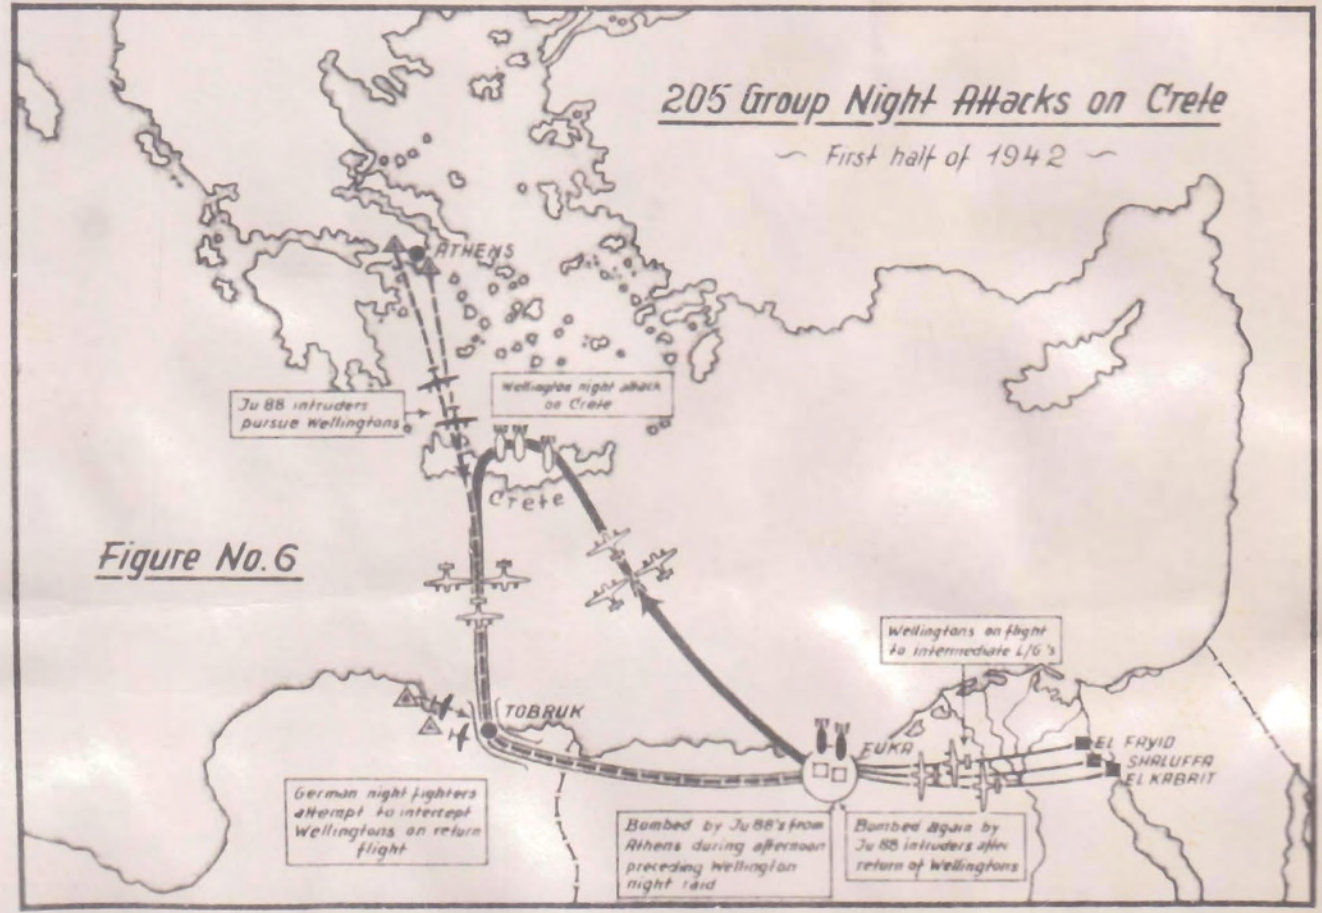 205 Group Night Attacks on Crete
~ First half of 1942 ~
ATHENS
Wellington night attack
on Crete
Ju 88 intruders
pursue Wellingtons
Crete
Figure No. 6
Wellingtons on flight
to intermediate L/G's
TOBRUK
FUKA
EL FAYID
SHALUFFA
EL KABRIT
German night fighters
attempt to intercept
Wellingtons on return
flight
Bombed by Ju 88's from
Athens during afternoon
preceding Wellington
night raid
Bombed again by
Ju 88 intruders after
return of Wellingtons